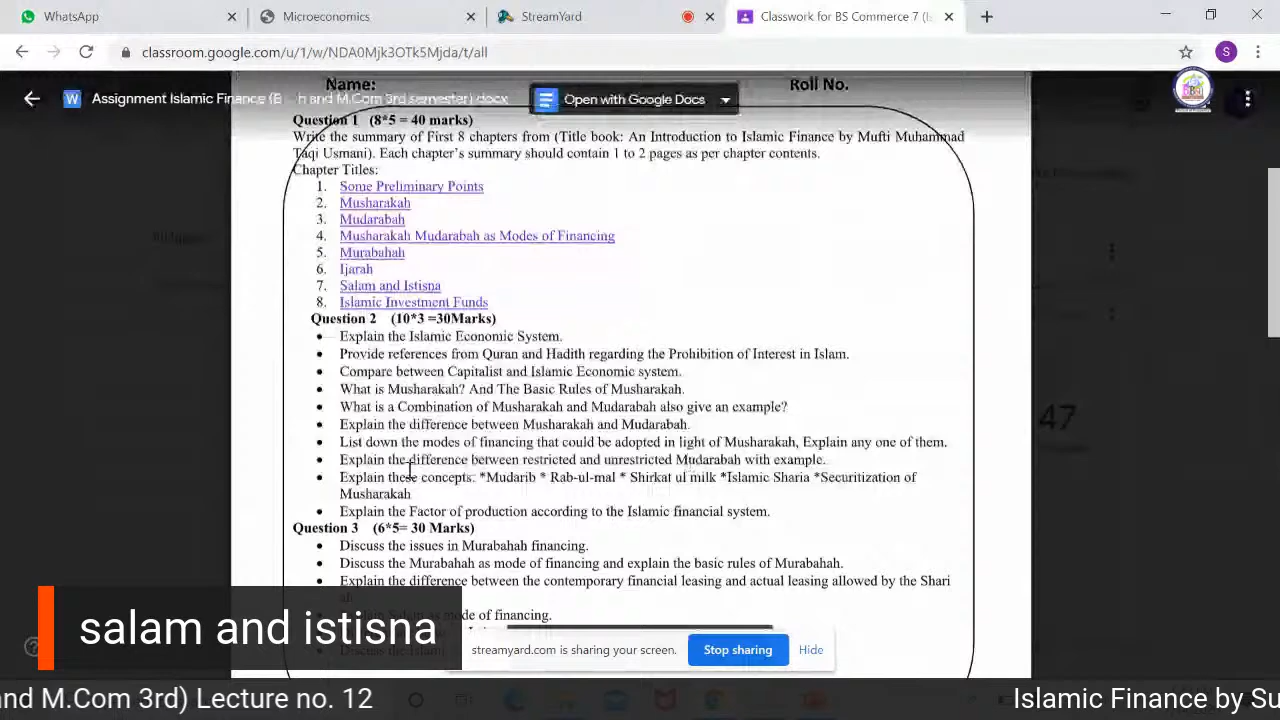 WhatsApp
Microeconomics
StreamYard
Classwork for BS Commerce 7 (I
classroom.google.com/u/1/w/NDA0Mjk3OTk5Mjda/t/all
S
Name:
Roll No.
W Assignment Islamic Finance (B h and M.Com 3rd semester).docx
Open with Google Docs
Question 1 (8*5 = 40 marks)
Write the summary of First 8 chapters from (Title book: An Introduction to Islamic Finance by Mufti Muhammad
Taqi Usmani). Each chapter's summary should contain 1 to 2 pages as per chapter contents.
Chapter Titles:
1. Some Preliminary Points
2. Musharakah
3. Mudarabah
4. Musharakah Mudarabah as Modes of Financing
5. Murabahah
6. Ijarah
7. Salam and Istisna
8. Islamic Investment Funds
Question 2 (10*3 =30Marks)
• Explain the Islamic Economic System.
• Provide references from Quran and Hadith regarding the Prohibition of Interest in Islam.
• Compare between Capitalist and Islamic Economic system.
• What is Musharakah? And The Basic Rules of Musharakah.
• What is a Combination of Musharakah and Mudarabah also give an example?
• Explain the difference between Musharakah and Mudarabah.
• List down the modes of financing that could be adopted in light of Musharakah, Explain any one of them.
• Explain the difference between restricted and unrestricted Mudarabah with example.
• Explain these concepts: *Mudarib * Rab-ul-mal * Shirkat ul milk *Islamic Sharia *Securitization of
Musharakah
• Explain the Factor of production according to the Islamic financial system.
Question 3 (6*5= 30 Marks)
• Discuss the issues in Murabahah financing.
• Discuss the Murabahah as mode of financing and explain the basic rules of Murabahah.
• Explain the difference between the contemporary financial leasing and actual leasing allowed by the Shari
ah.
mode of financing.
47
salam and istisna
streamyard.com is sharing your screen.
Stop sharing
Hide
and M.Com 3rd) Lecture no. 12
Islamic Finance by Su